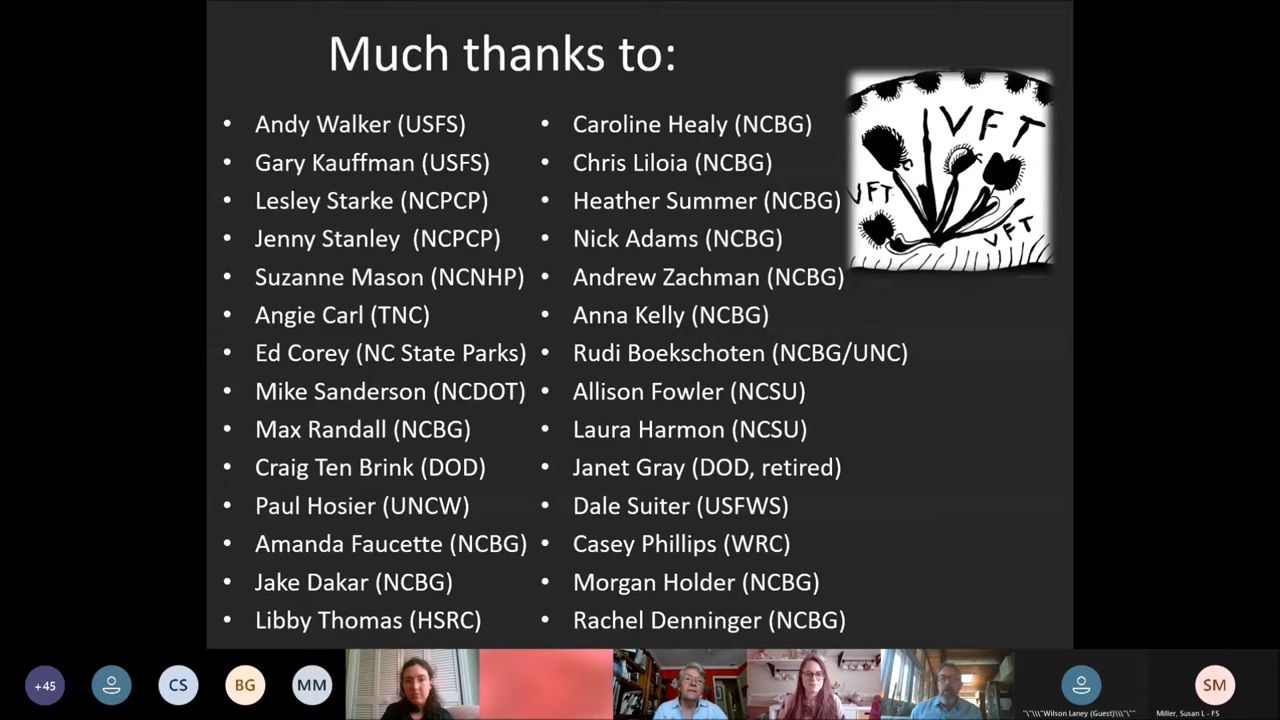 Much thanks to:
• Andy Walker (USFS)
• Gary Kauffman (USFS)
• Lesley Starke (NCPCP)
• Jenny Stanley (NCPCP)
• Suzanne Mason (NCNHP)
• Angie Carl (TNC)
• Ed Corey (NC State Parks)
• Mike Sanderson (NCDOT)
• Max Randall (NCBG)
• Craig Ten Brink (DOD)
• Paul Hosier (UNCW)
• Amanda Faucette (NCBG)
• Jake Dakar (NCBG)
• Libby Thomas (HSRC)
• Caroline Healy (NCBG)
• Chris Liloia (NCBG)
• Heather Summer (NCBG)
• Nick Adams (NCBG)
• Andrew Zachman (NCBG)
• Anna Kelly (NCBG)
• Rudi Boekschoten (NCBG/UNC)
• Allison Fowler (NCSU)
• Laura Harmon (NCSU)
• Janet Gray (DOD, retired)
• Dale Suiter (USFWS)
• Casey Phillips (WRC)
• Morgan Holder (NCBG)
• Rachel Denninger (NCBG)
VFT
VFT
VFT
+45
CS
BG
MM
"\"\\\"Wilson Laney (Guest)\\\"\""
SM
Miller, Susan L - FS